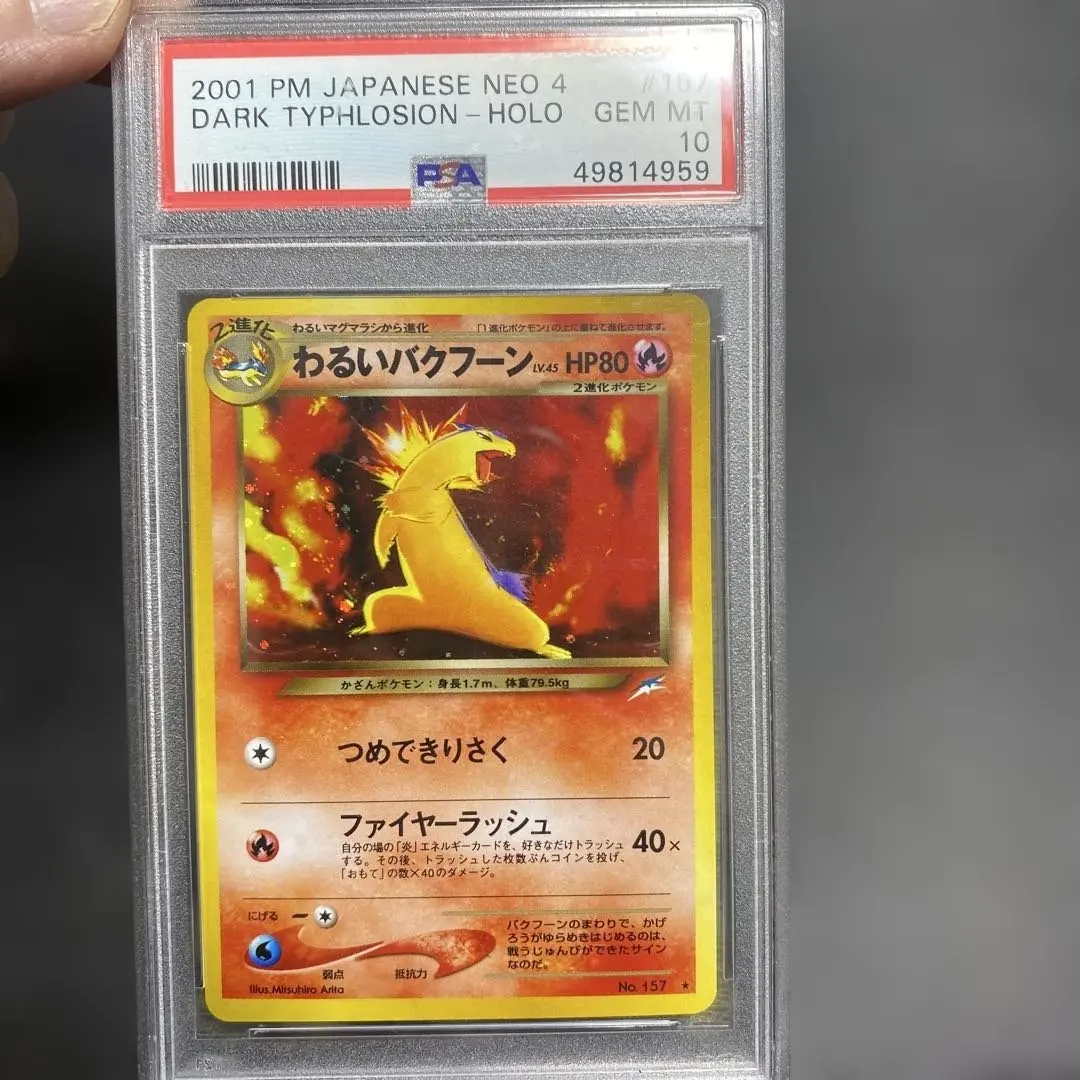 2001 PM JAPANESE NEO 4 #157
DARK TYPHLOSION - HOLO GEM MT
10
PSA 49814959
2進化 わるいマグマラシから進化 「1進化ポケモン」の上に重ねて進化させます。
わるいバクフーン LV.45 HP80
2進化ポケモン
かざんポケモン：身長1.7m、体重79.5kg
つめできりさく 20
ファイヤーラッシュ
自分の場の「炎」エネルギーカードを、好きなだけトラッシュ
する。その後、トラッシュした枚数ぶんコインを投げ、
「おもて」の数×40のダメージ。
40×
にげる
弱点 抵抗力
バクフーンのまわりで、かげ
ろうがゆらめきはじめるのは、
戦うじゅんびができたサイン
なのだ。
Illus.Mitsuhiro Arita No. 157 ★